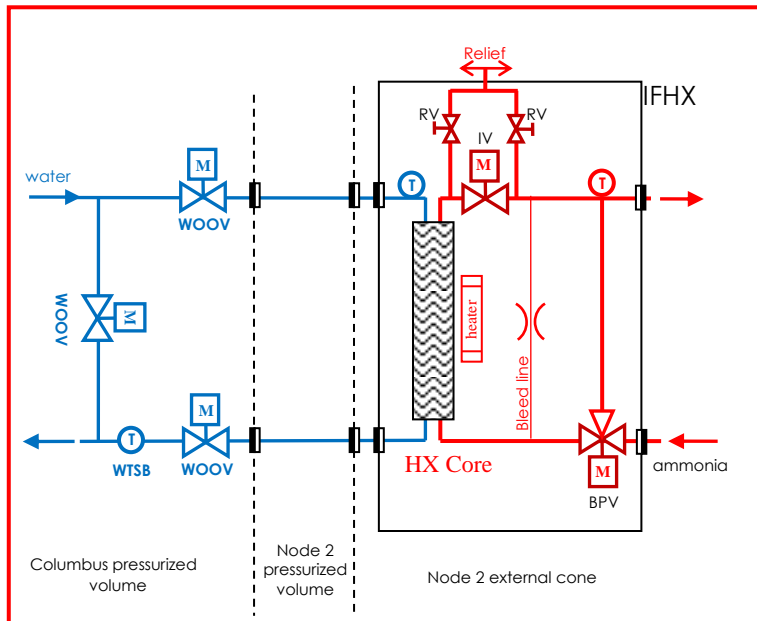 Relief
IFHX
RV
RV
IV
M
M
T
T
water
WOOV
WOOV
M
heater
Bleed line
M
T
WTSB
WOOV
HX Core
M
ammonia
BPV
Columbus pressurized
volume
Node 2
pressurized
volume
Node 2 external cone